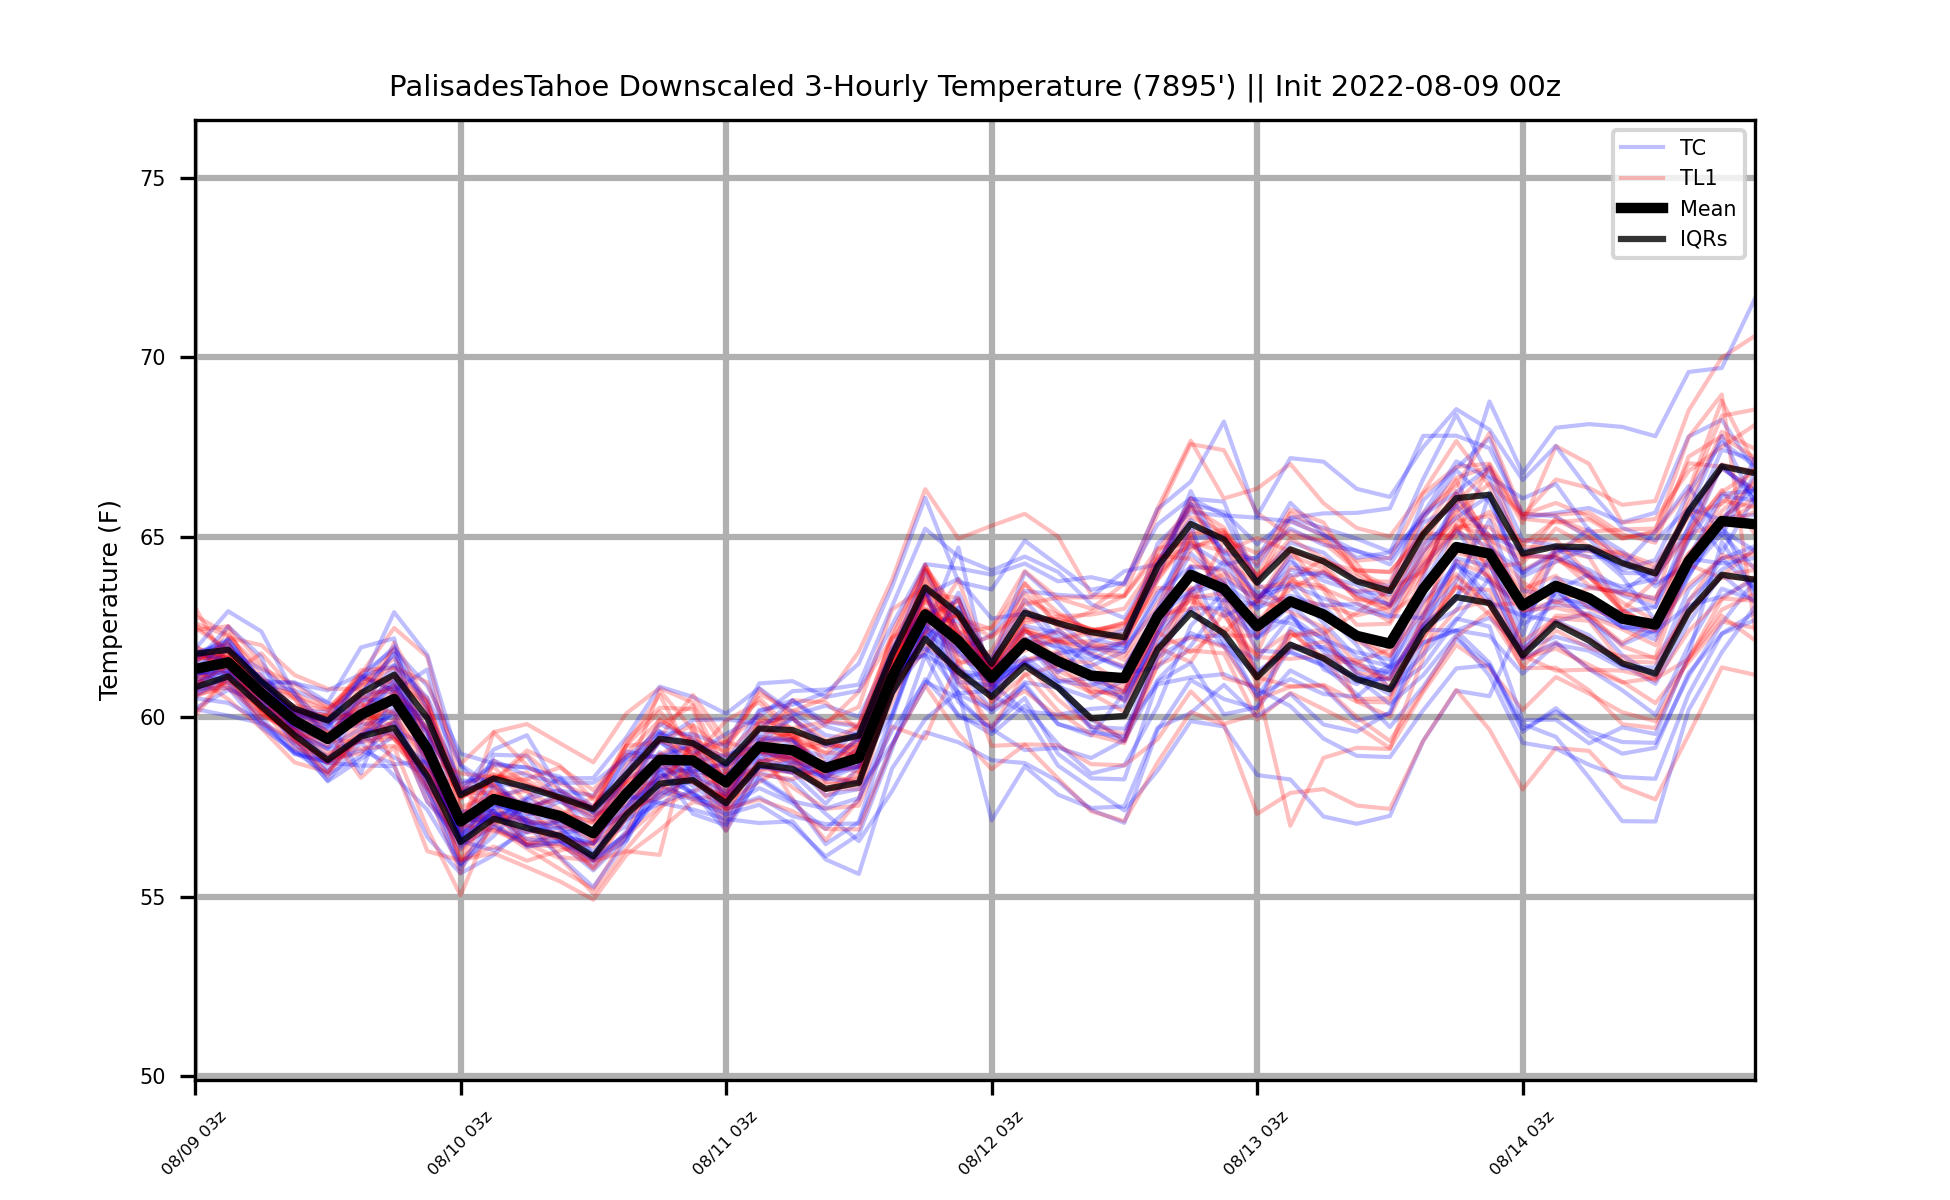 PalisadesTahoe Downscaled 3-Hourly Temperature (7895') || Init 2022-08-09 00z
TC
TL1
Mean
IQRs
Temperature (F)
75
70
65
60
55
50
08/09 03z
08/10 03z
08/11 03z
08/12 03z
08/13 03z
08/14 03z